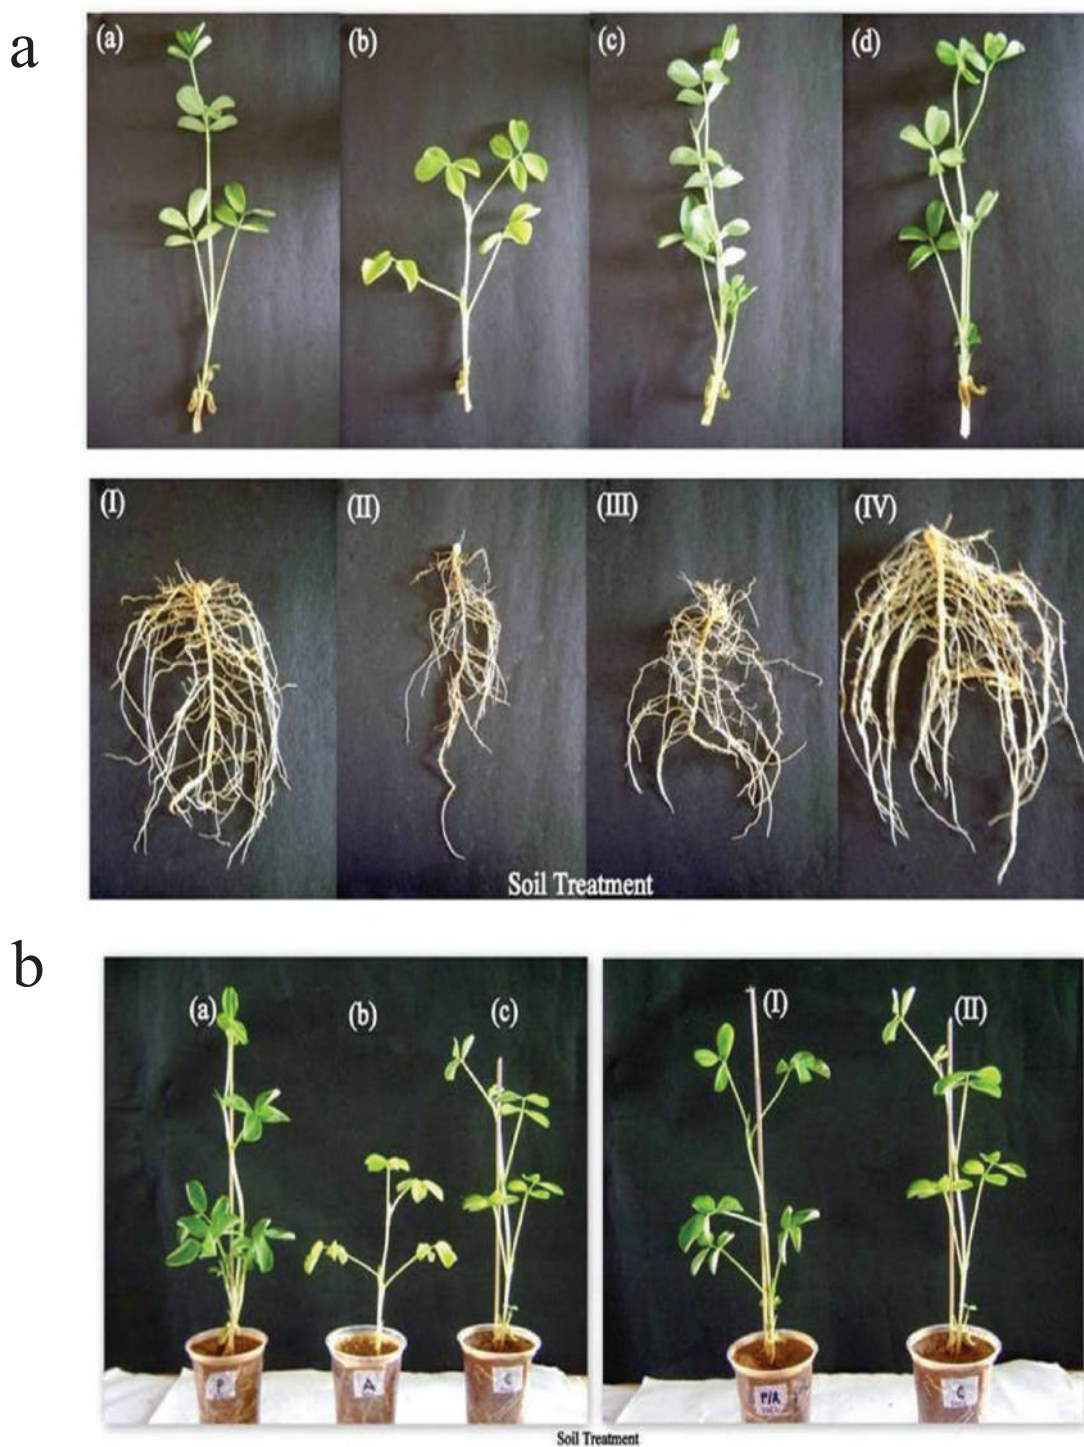 a
(a) (b) (c) (d)
(I) (II) (III) (IV)
Soil Treatment
b
(a) (b) (c) (I) (II)
P A C P/A C
Soil Treatment